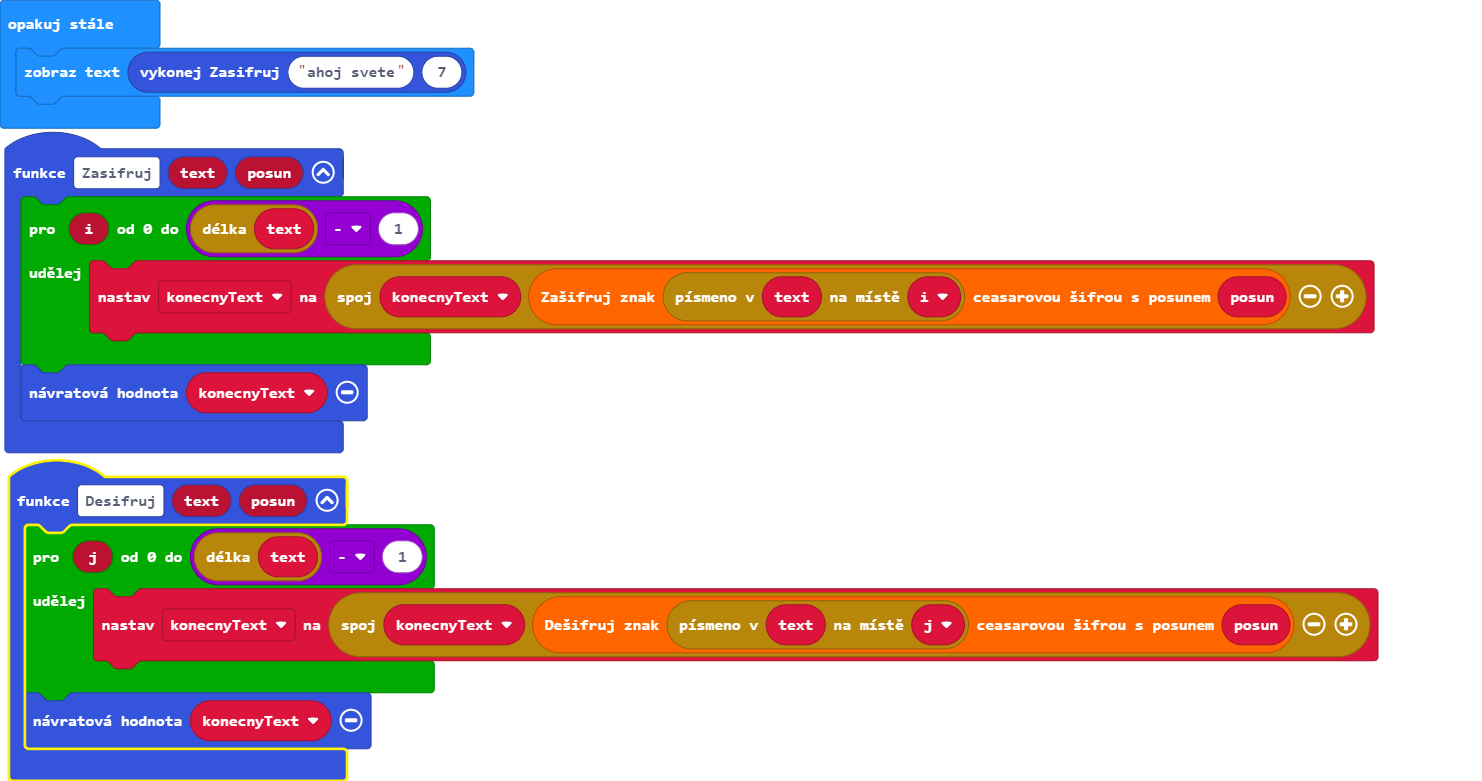 opakuj stále
zobraz text vykonej Zasifruj "ahoj svete" 7
funkce Zasifruj text posun
pro i od 0 do délka text - 1
udělej
nastav konecnyText na spoj konecnyText Zašifruj znak písmeno v text na místě i ceasarovou šifrou s posunem posun
návratová hodnota konecnyText
funkce Desifruj text posun
pro j od 0 do délka text - 1
udělej
nastav konecnyText na spoj konecnyText Dešifruj znak písmeno v text na místě j ceasarovou šifrou s posunem posun
návratová hodnota konecnyText